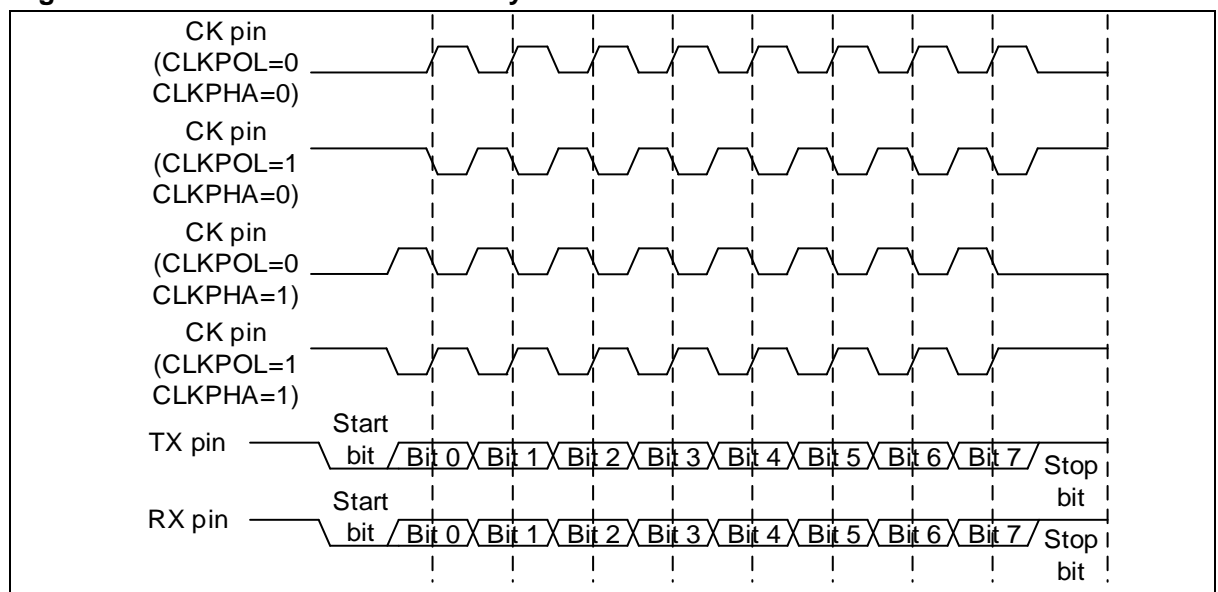 CK pin
(CLKPOL=0
CLKPHA=0)
CK pin
(CLKPOL=1
CLKPHA=0)
CK pin
(CLKPOL=0
CLKPHA=1)
CK pin
(CLKPOL=1
CLKPHA=1)
TX pin
Start
bit
Bit 0 Bit 1 Bit 2 Bit 3 Bit 4 Bit 5 Bit 6 Bit 7
Stop
bit
RX pin
Start
bit
Bit 0 Bit 1 Bit 2 Bit 3 Bit 4 Bit 5 Bit 6 Bit 7
Stop
bit